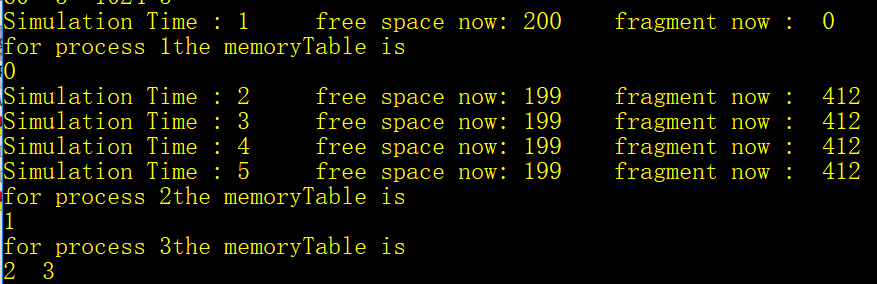 Simulation Time : 1 free space now: 200 fragment now : 0
for process 1the memoryTable is
0
Simulation Time : 2 free space now: 199 fragment now : 412
Simulation Time : 3 free space now: 199 fragment now : 412
Simulation Time : 4 free space now: 199 fragment now : 412
Simulation Time : 5 free space now: 199 fragment now : 412
for process 2the memoryTable is
1
for process 3the memoryTable is
2 3